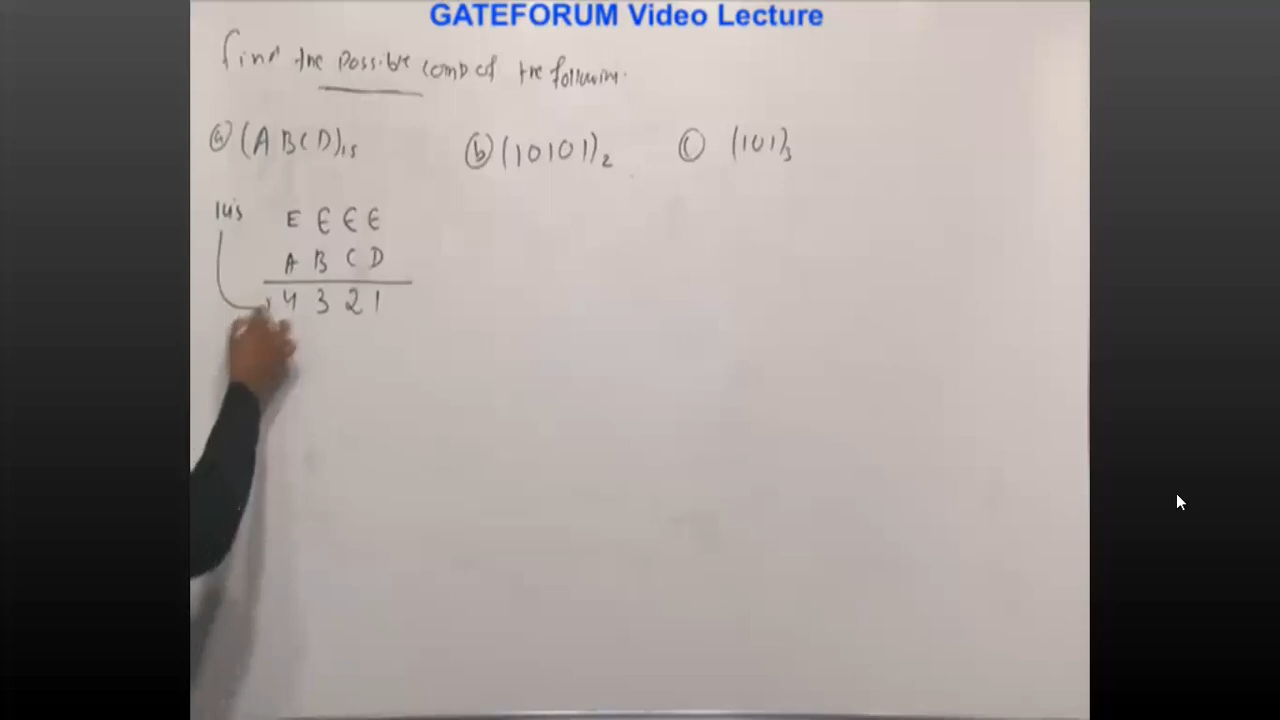 GATEFORUM Video Lecture
Find the possible comp of the following.
(a) (A B C D)15 (b) (10101)2 (c) (101)3
14's E E E E
A B C D
4 3 2 1